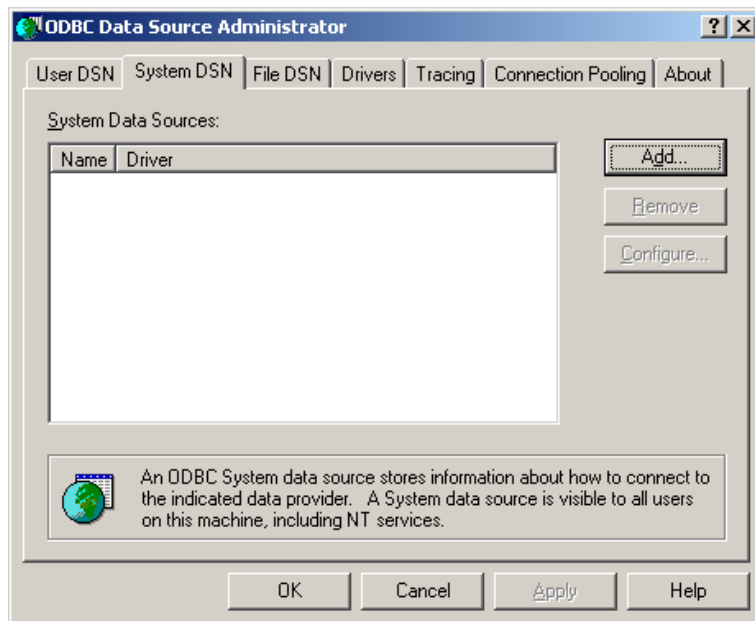 ODBC Data Source Administrator
User DSN System DSN File DSN Drivers Tracing Connection Pooling About
System Data Sources:
Name Driver
Add...
Remove
Configure...
An ODBC System data source stores information about how to connect to
the indicated data provider. A System data source is visible to all users
on this machine, including NT services.
OK Cancel Apply Help